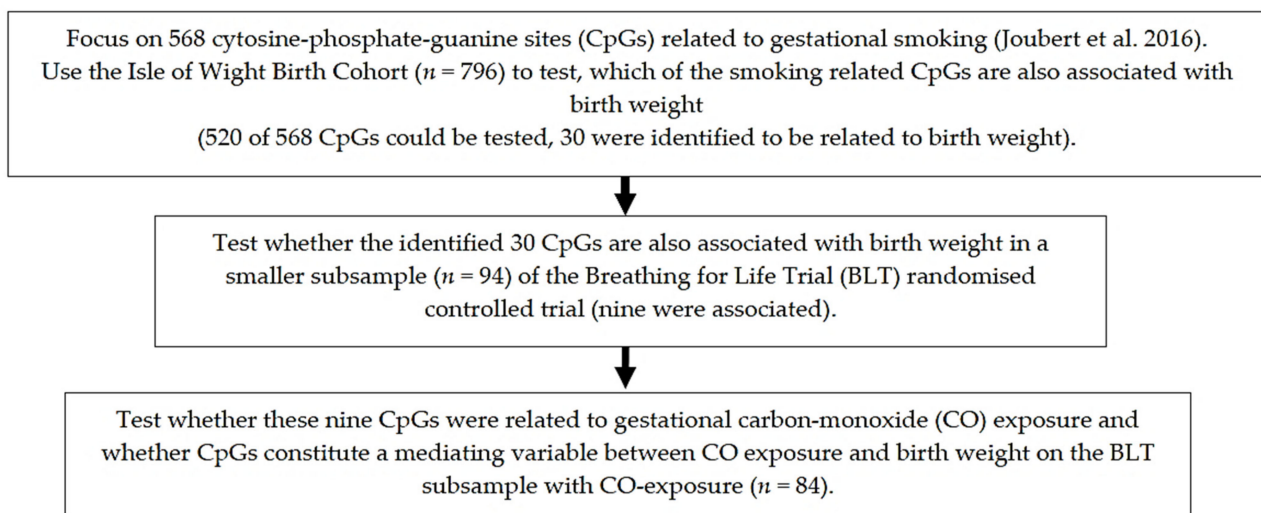 Focus on 568 cytosine-phosphate-guanine sites (CpGs) related to gestational smoking (Joubert et al. 2016).
Use the Isle of Wight Birth Cohort (n = 796) to test, which of the smoking related CpGs are also associated with
birth weight
(520 of 568 CpGs could be tested, 30 were identified to be related to birth weight).
Test whether the identified 30 CpGs are also associated with birth weight in a
smaller subsample (n = 94) of the Breathing for Life Trial (BLT) randomised
controlled trial (nine were associated).
Test whether these nine CpGs were related to gestational carbon-monoxide (CO) exposure and
whether CpGs constitute a mediating variable between CO exposure and birth weight on the BLT
subsample with CO-exposure (n = 84).